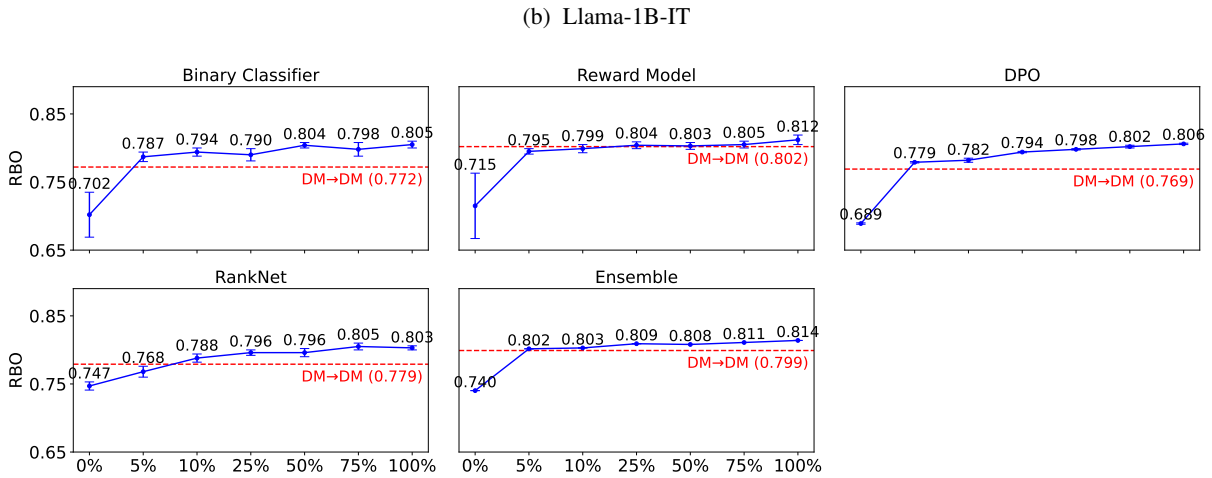 (b) Llama-1B-IT
Binary Classifier
Reward Model
DPO
RBO
0.85
0.75
0.65
0.702
0.787
0.794
0.790
0.804
0.798
0.805
DM→DM (0.772)
0.715
0.795
0.799
0.804
0.803
0.805
0.812
DM→DM (0.802)
0.689
0.779
0.782
0.794
0.798
0.802
0.806
DM→DM (0.769)
RankNet
Ensemble
RBO
0.85
0.75
0.65
0.747
0.768
0.788
0.796
0.796
0.805
0.803
DM→DM (0.779)
0.740
0.802
0.803
0.809
0.808
0.811
0.814
DM→DM (0.799)
0% 5% 10% 25% 50% 75% 100%
0% 5% 10% 25% 50% 75% 100%